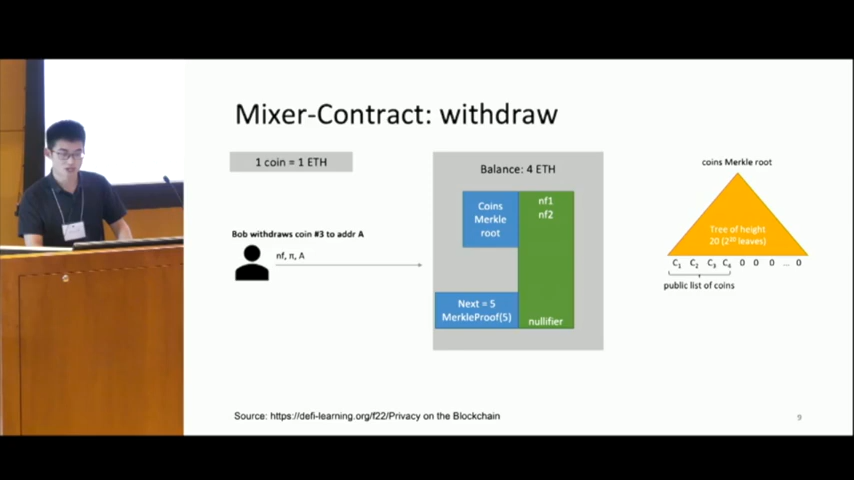 Mixer-Contract: withdraw
1 coin = 1 ETH
Balance: 4 ETH
coins Merkle root
Coins
Merkle
root
nf1
nf2
Tree of height
20 (2²⁰ leaves)
Bob withdraws coin #3 to addr A
nf, π, A
C₁ C₂ C₃ C₄ 0 0 0 ... 0
public list of coins
Next = 5
MerkleProof(5)
nullifier
Source: https://defi-learning.org/f22/Privacy on the Blockchain
9